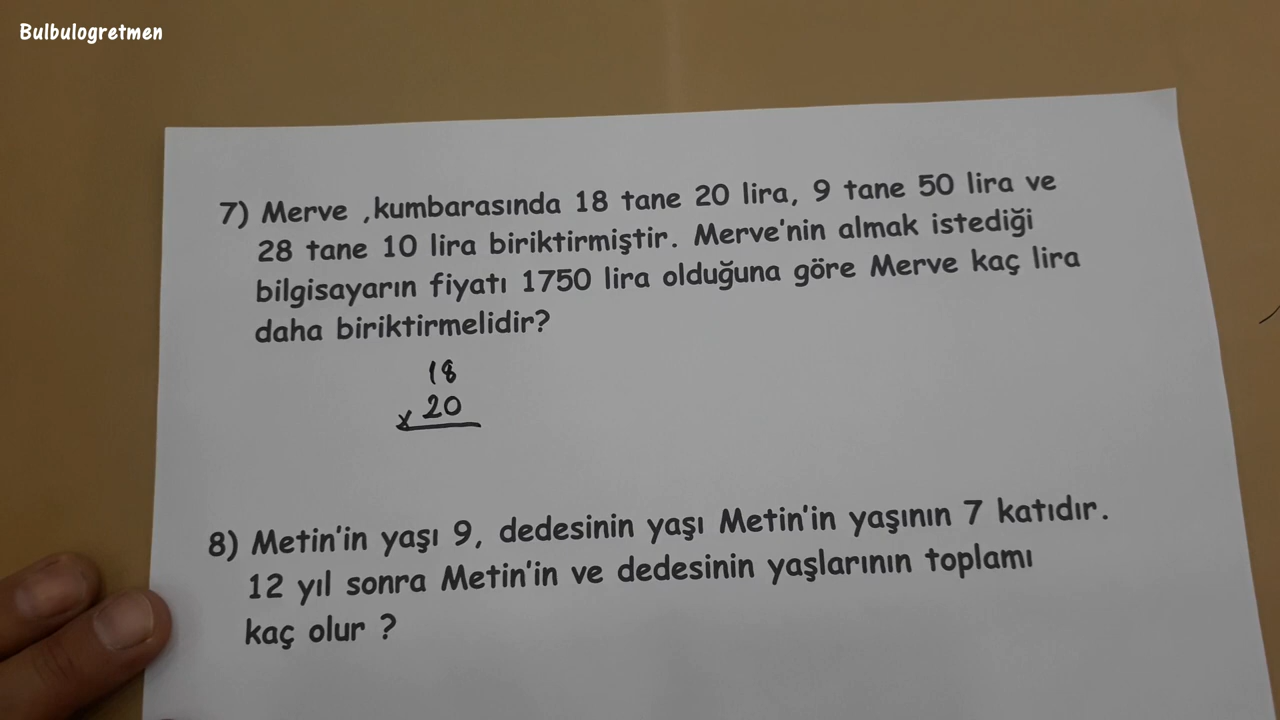 Bulbulogretmen
7) Merve ,kumbarasında 18 tane 20 lira, 9 tane 50 lira ve
28 tane 10 lira biriktirmiştir. Merve'nin almak istediği
bilgisayarın fiyatı 1750 lira olduğuna göre Merve kaç lira
daha biriktirmelidir?
18
x 20
8) Metin'in yaşı 9, dedesinin yaşı Metin'in yaşının 7 katıdır.
12 yıl sonra Metin'in ve dedesinin yaşlarının toplamı
kaç olur ?